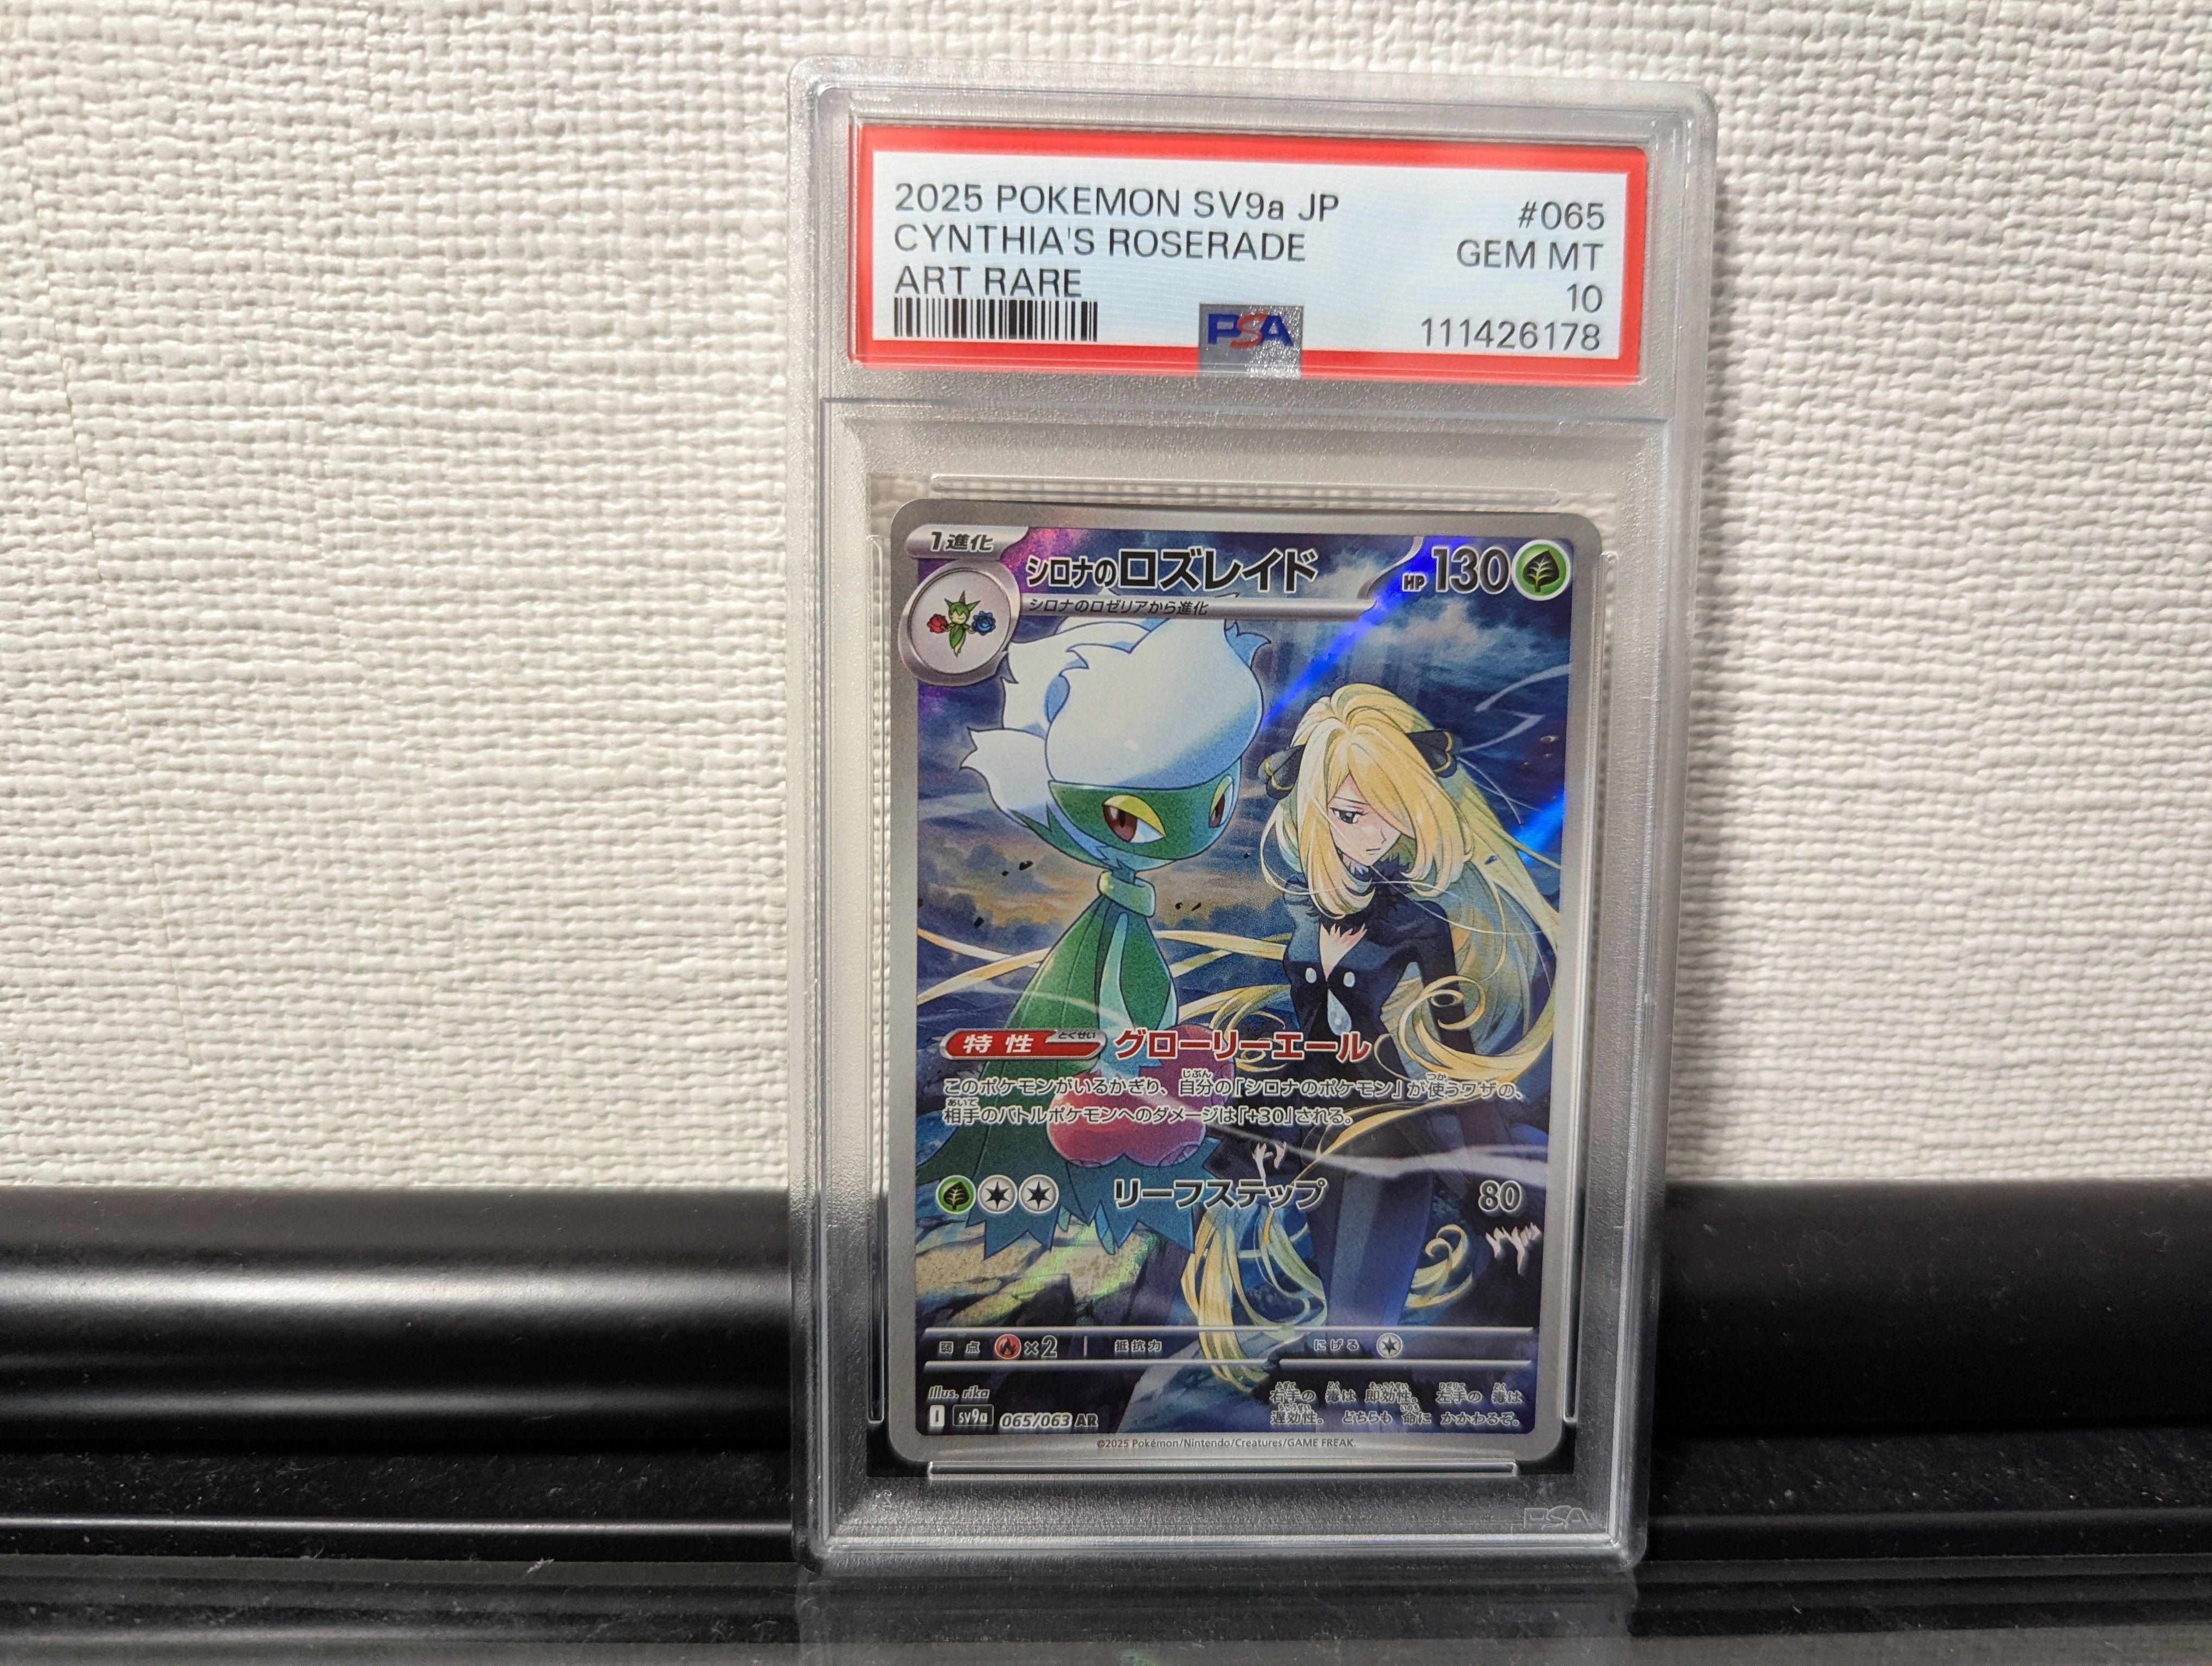 2025 POKEMON SV9a JP
#065
CYNTHIA'S ROSERADE
GEM MT
ART RARE
10
PSA
111426178
1進化
シロナのロズレイド
HP 130
シロナのロゼリアから進化
特性
とくせい
グローリーエール
このポケモンがいるかぎり、自分の「シロナのポケモン」が使うワザの、
相手のバトルポケモンへのダメージは「+30」される。
リーフステップ
80
弱点
×2
抵抗力
にげる
Illus. rika
右手の 毒は 即効性。 左手の 毒は
遅効性。 どちらも 命に かかわるぞ。
I
sv9a
065/063 AR
©2025 Pokémon/Nintendo/Creatures/GAME FREAK.
PSA